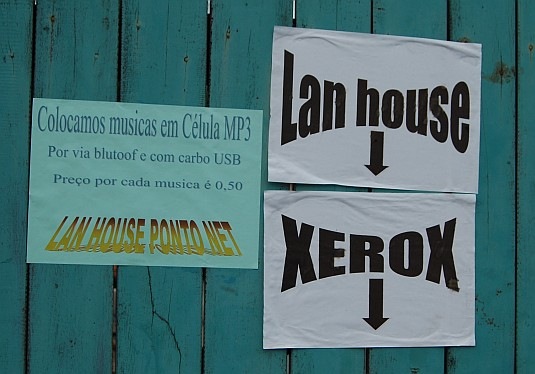 Colocamos musicas em Célula MP3
Por via blutoof e com carbo USB
Preço por cada musica é 0,50
LAN HOUSE PONTO NET
Lan house
XEROX